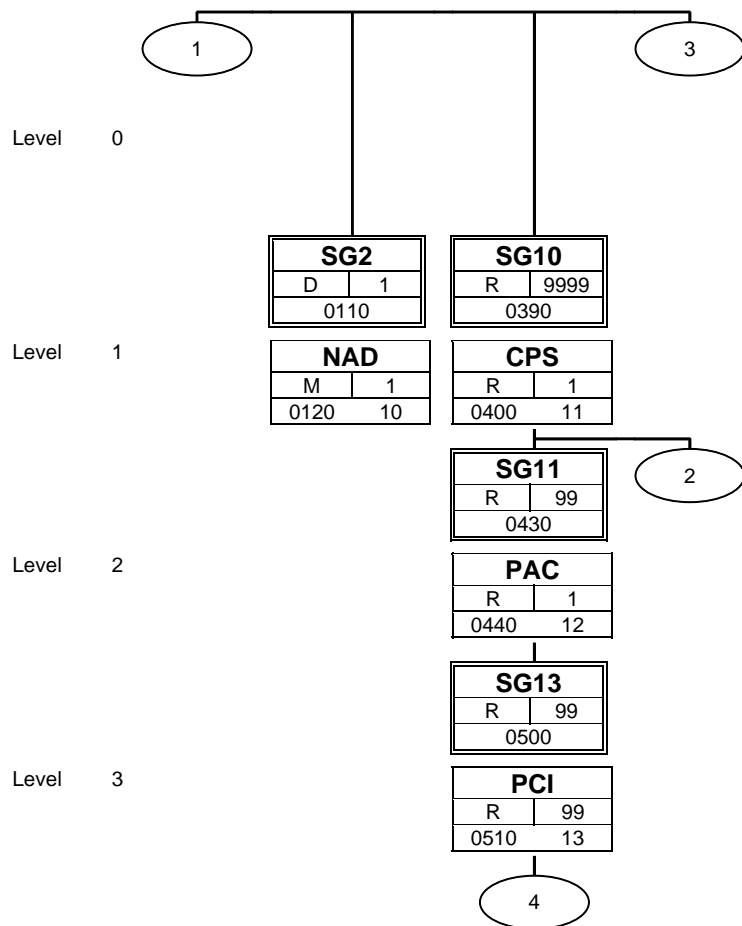 1 3
Level 0
SG2 SG10
D 1 R 9999
0110 0390
Level 1 NAD CPS
M 1 R 1
0120 10 0400 11
SG11 2
R 99
0430
Level 2 PAC
R 1
0440 12
SG13
R 99
0500
Level 3 PCI
R 99
0510 13
4